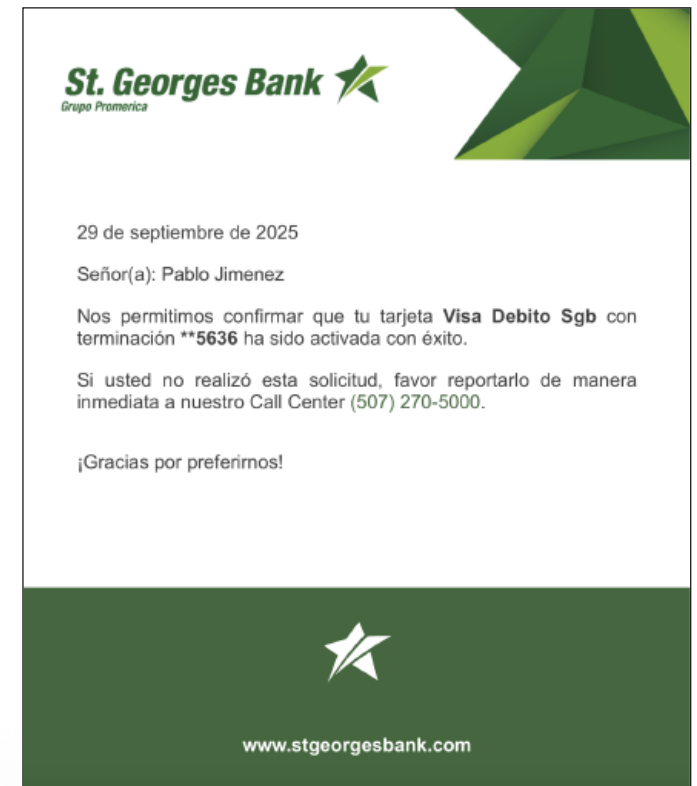 St. Georges Bank
Grupo Promerica
29 de septiembre de 2025
Señor(a): Pablo Jimenez
Nos permitimos confirmar que tu tarjeta Visa Debito Sgb con
terminación **5636 ha sido activada con éxito.
Si usted no realizó esta solicitud, favor reportarlo de manera
inmediata a nuestro Call Center (507) 270-5000.
¡Gracias por preferirnos!
www.stgeorgesbank.com